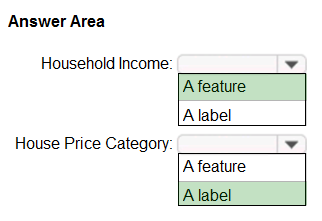 Answer Area
Household Income:
A feature
A label
House Price Category:
A feature
A label